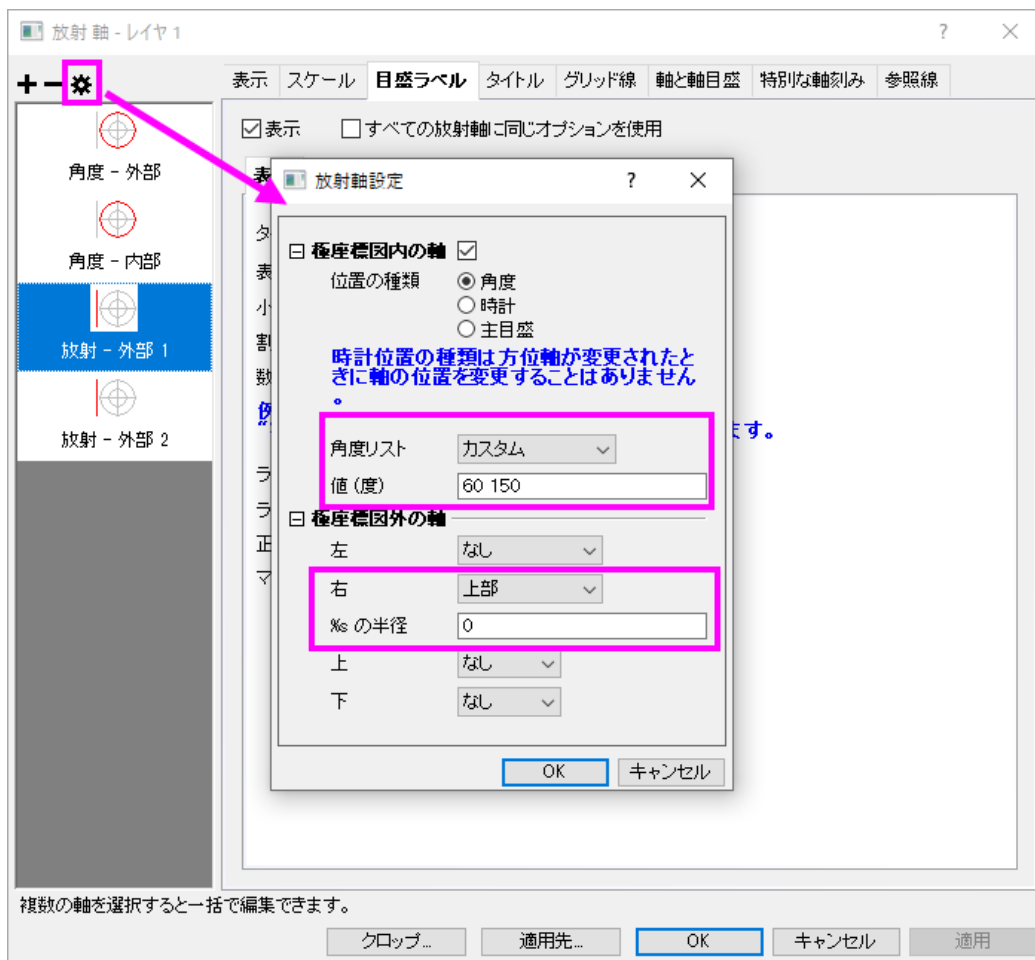 放射 軸 - レイヤ 1
?
表示 スケール 目盛ラベル タイトル グリッド線 軸と軸目盛 特別な軸刻み 参照線
角度 - 外部
角度 - 内部
放射 - 外部 1
放射 - 外部 2
表示 すべての放射軸に同じオプションを使用
表
タ
表
小
割
数
例
ます。
ラ
ラ
正
マ
放射軸設定 ?
極座標図内の軸
位置の種類 角度
時計
主目盛
時計位置の種類は方位軸が変更されたと
きに軸の位置を変更することはありません
。
角度リスト カスタム
値 (度) 60 150
極座標図外の軸
左 なし
右 上部
%s の半径 0
上 なし
下 なし
OK キャンセル
複数の軸を選択すると一括で編集できます。
クロップ... 適用先... OK キャンセル 適用